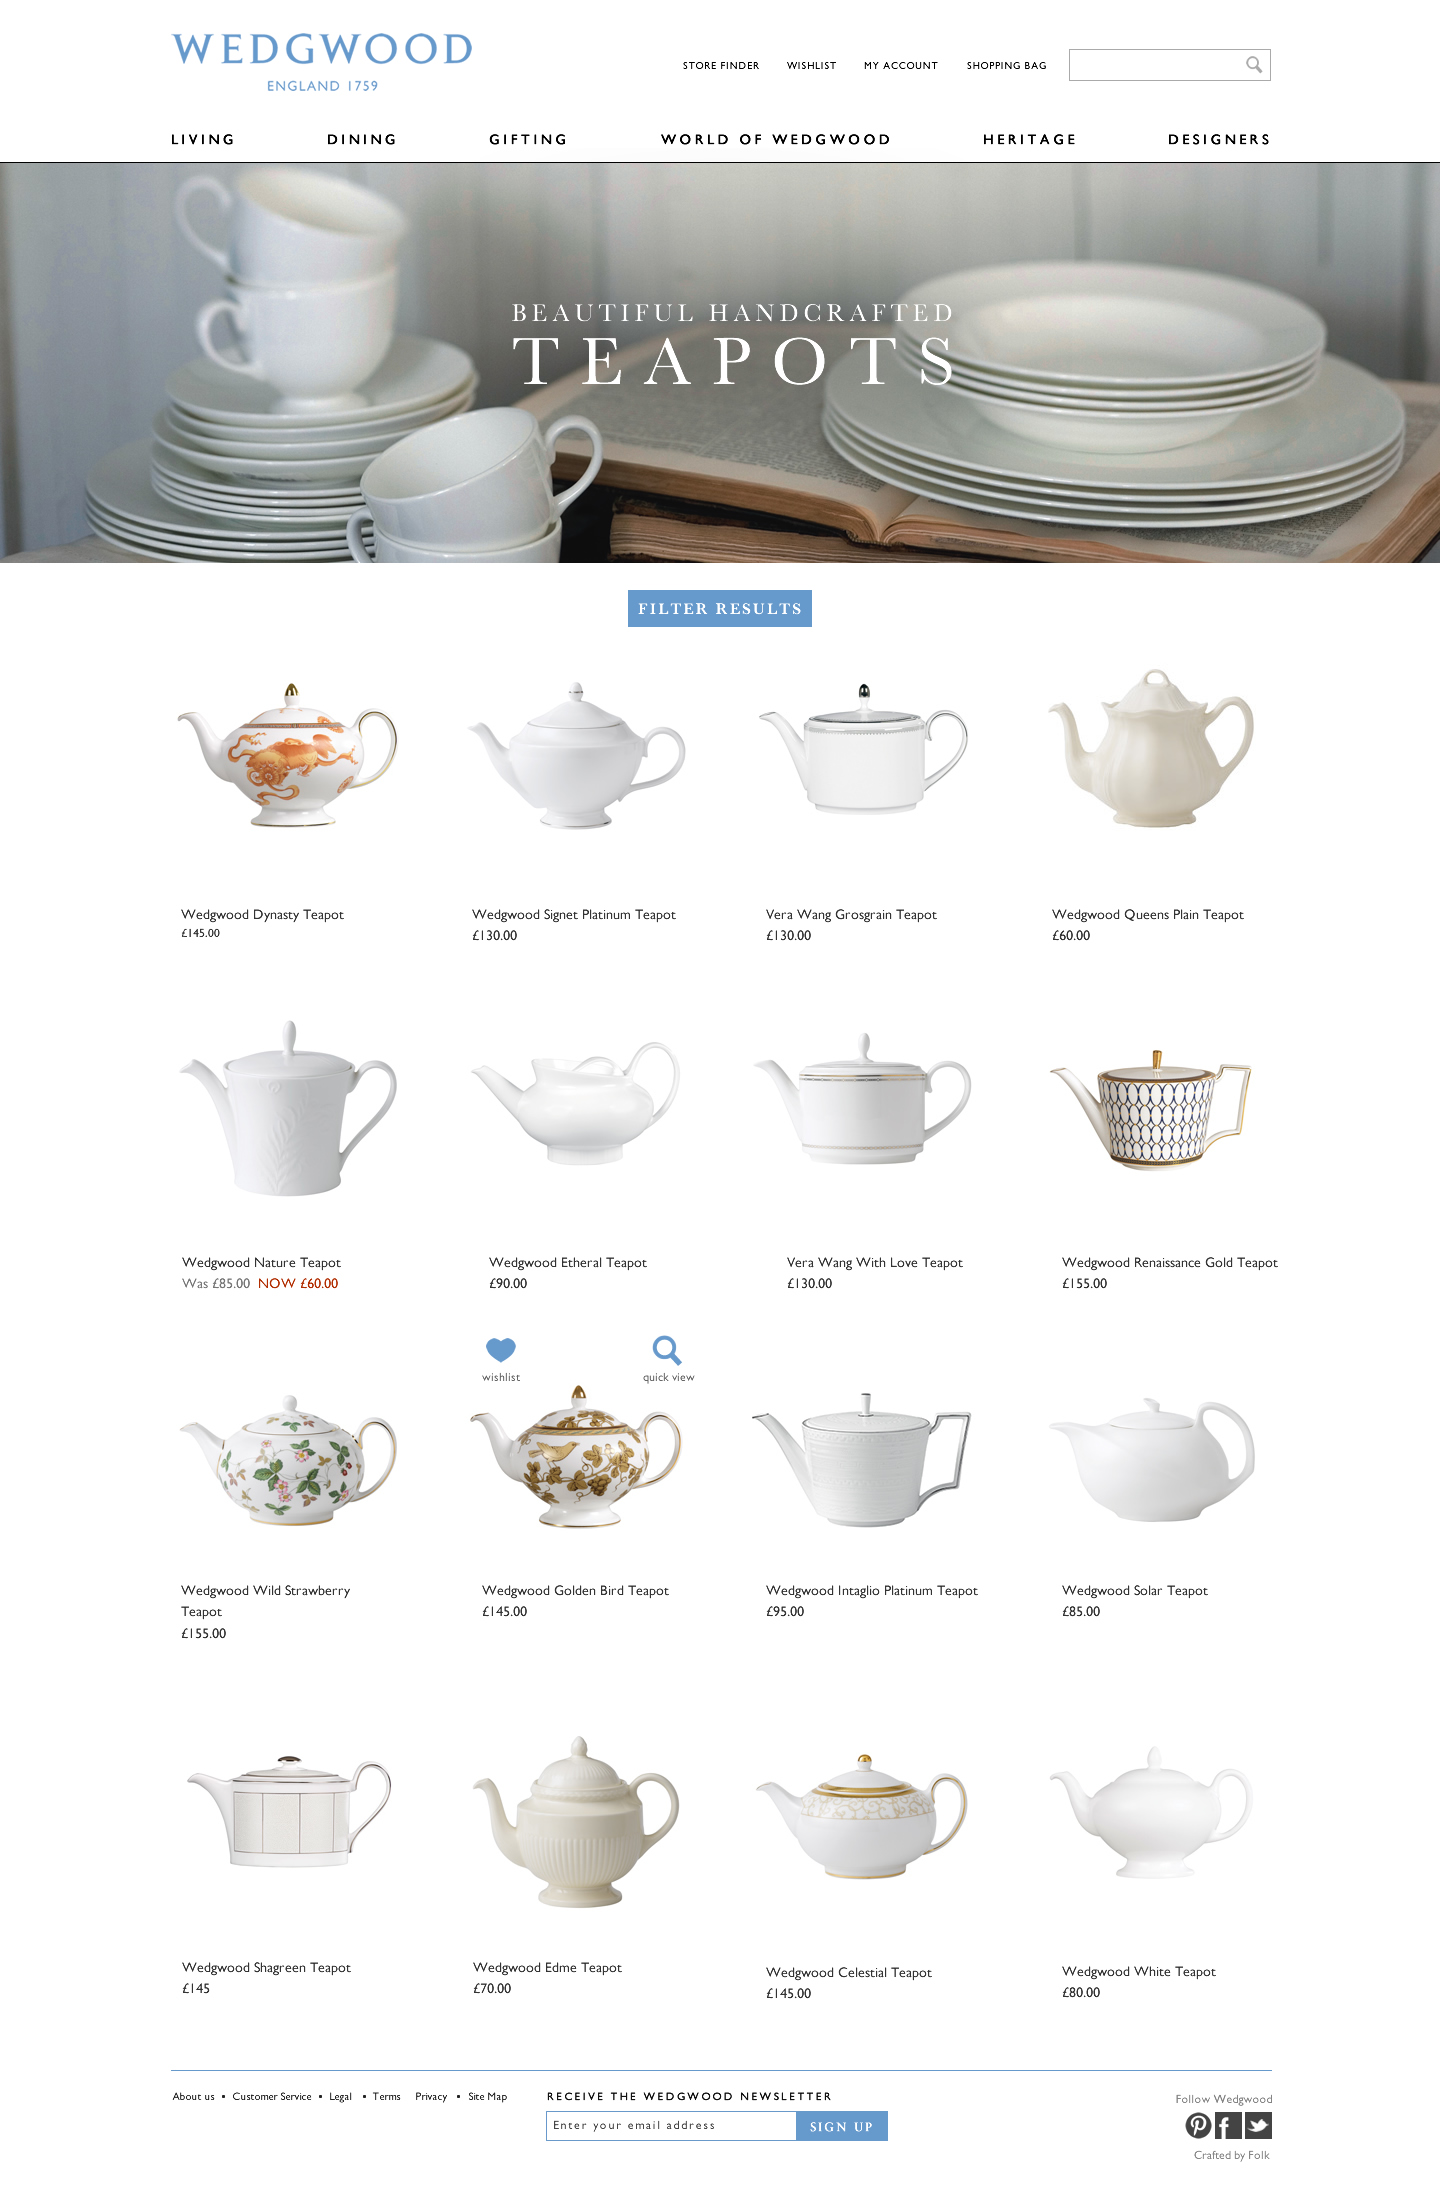 WEDGWOOD
ENGLAND 1759
STORE FINDER WISHLIST MY ACCOUNT SHOPPING BAG
LIVING DINING GIFTING WORLD OF WEDGWOOD HERITAGE DESIGNERS
BEAUTIFUL HANDCRAFTED
TEAPOTS
FILTER RESULTS
Wedgwood Dynasty Teapot
£145.00
Wedgwood Signet Platinum Teapot
£130.00
Vera Wang Grosgrain Teapot
£130.00
Wedgwood Queens Plain Teapot
£60.00
Wedgwood Nature Teapot
Was £85.00 NOW £60.00
Wedgwood Etheral Teapot
£90.00
Vera Wang With Love Teapot
£130.00
Wedgwood Renaissance Gold Teapot
£155.00
wishlist
quick view
Wedgwood Wild Strawberry
Teapot
£155.00
Wedgwood Golden Bird Teapot
£145.00
Wedgwood Intaglio Platinum Teapot
£95.00
Wedgwood Solar Teapot
£85.00
Wedgwood Shagreen Teapot
£145
Wedgwood Edme Teapot
£70.00
Wedgwood Celestial Teapot
£145.00
Wedgwood White Teapot
£80.00
About us ▪ Customer Service ▪ Legal ▪ Terms Privacy ▪ Site Map
RECEIVE THE WEDGWOOD NEWSLETTER
Enter your email address
SIGN UP
Follow Wedgwood
Crafted by Folk